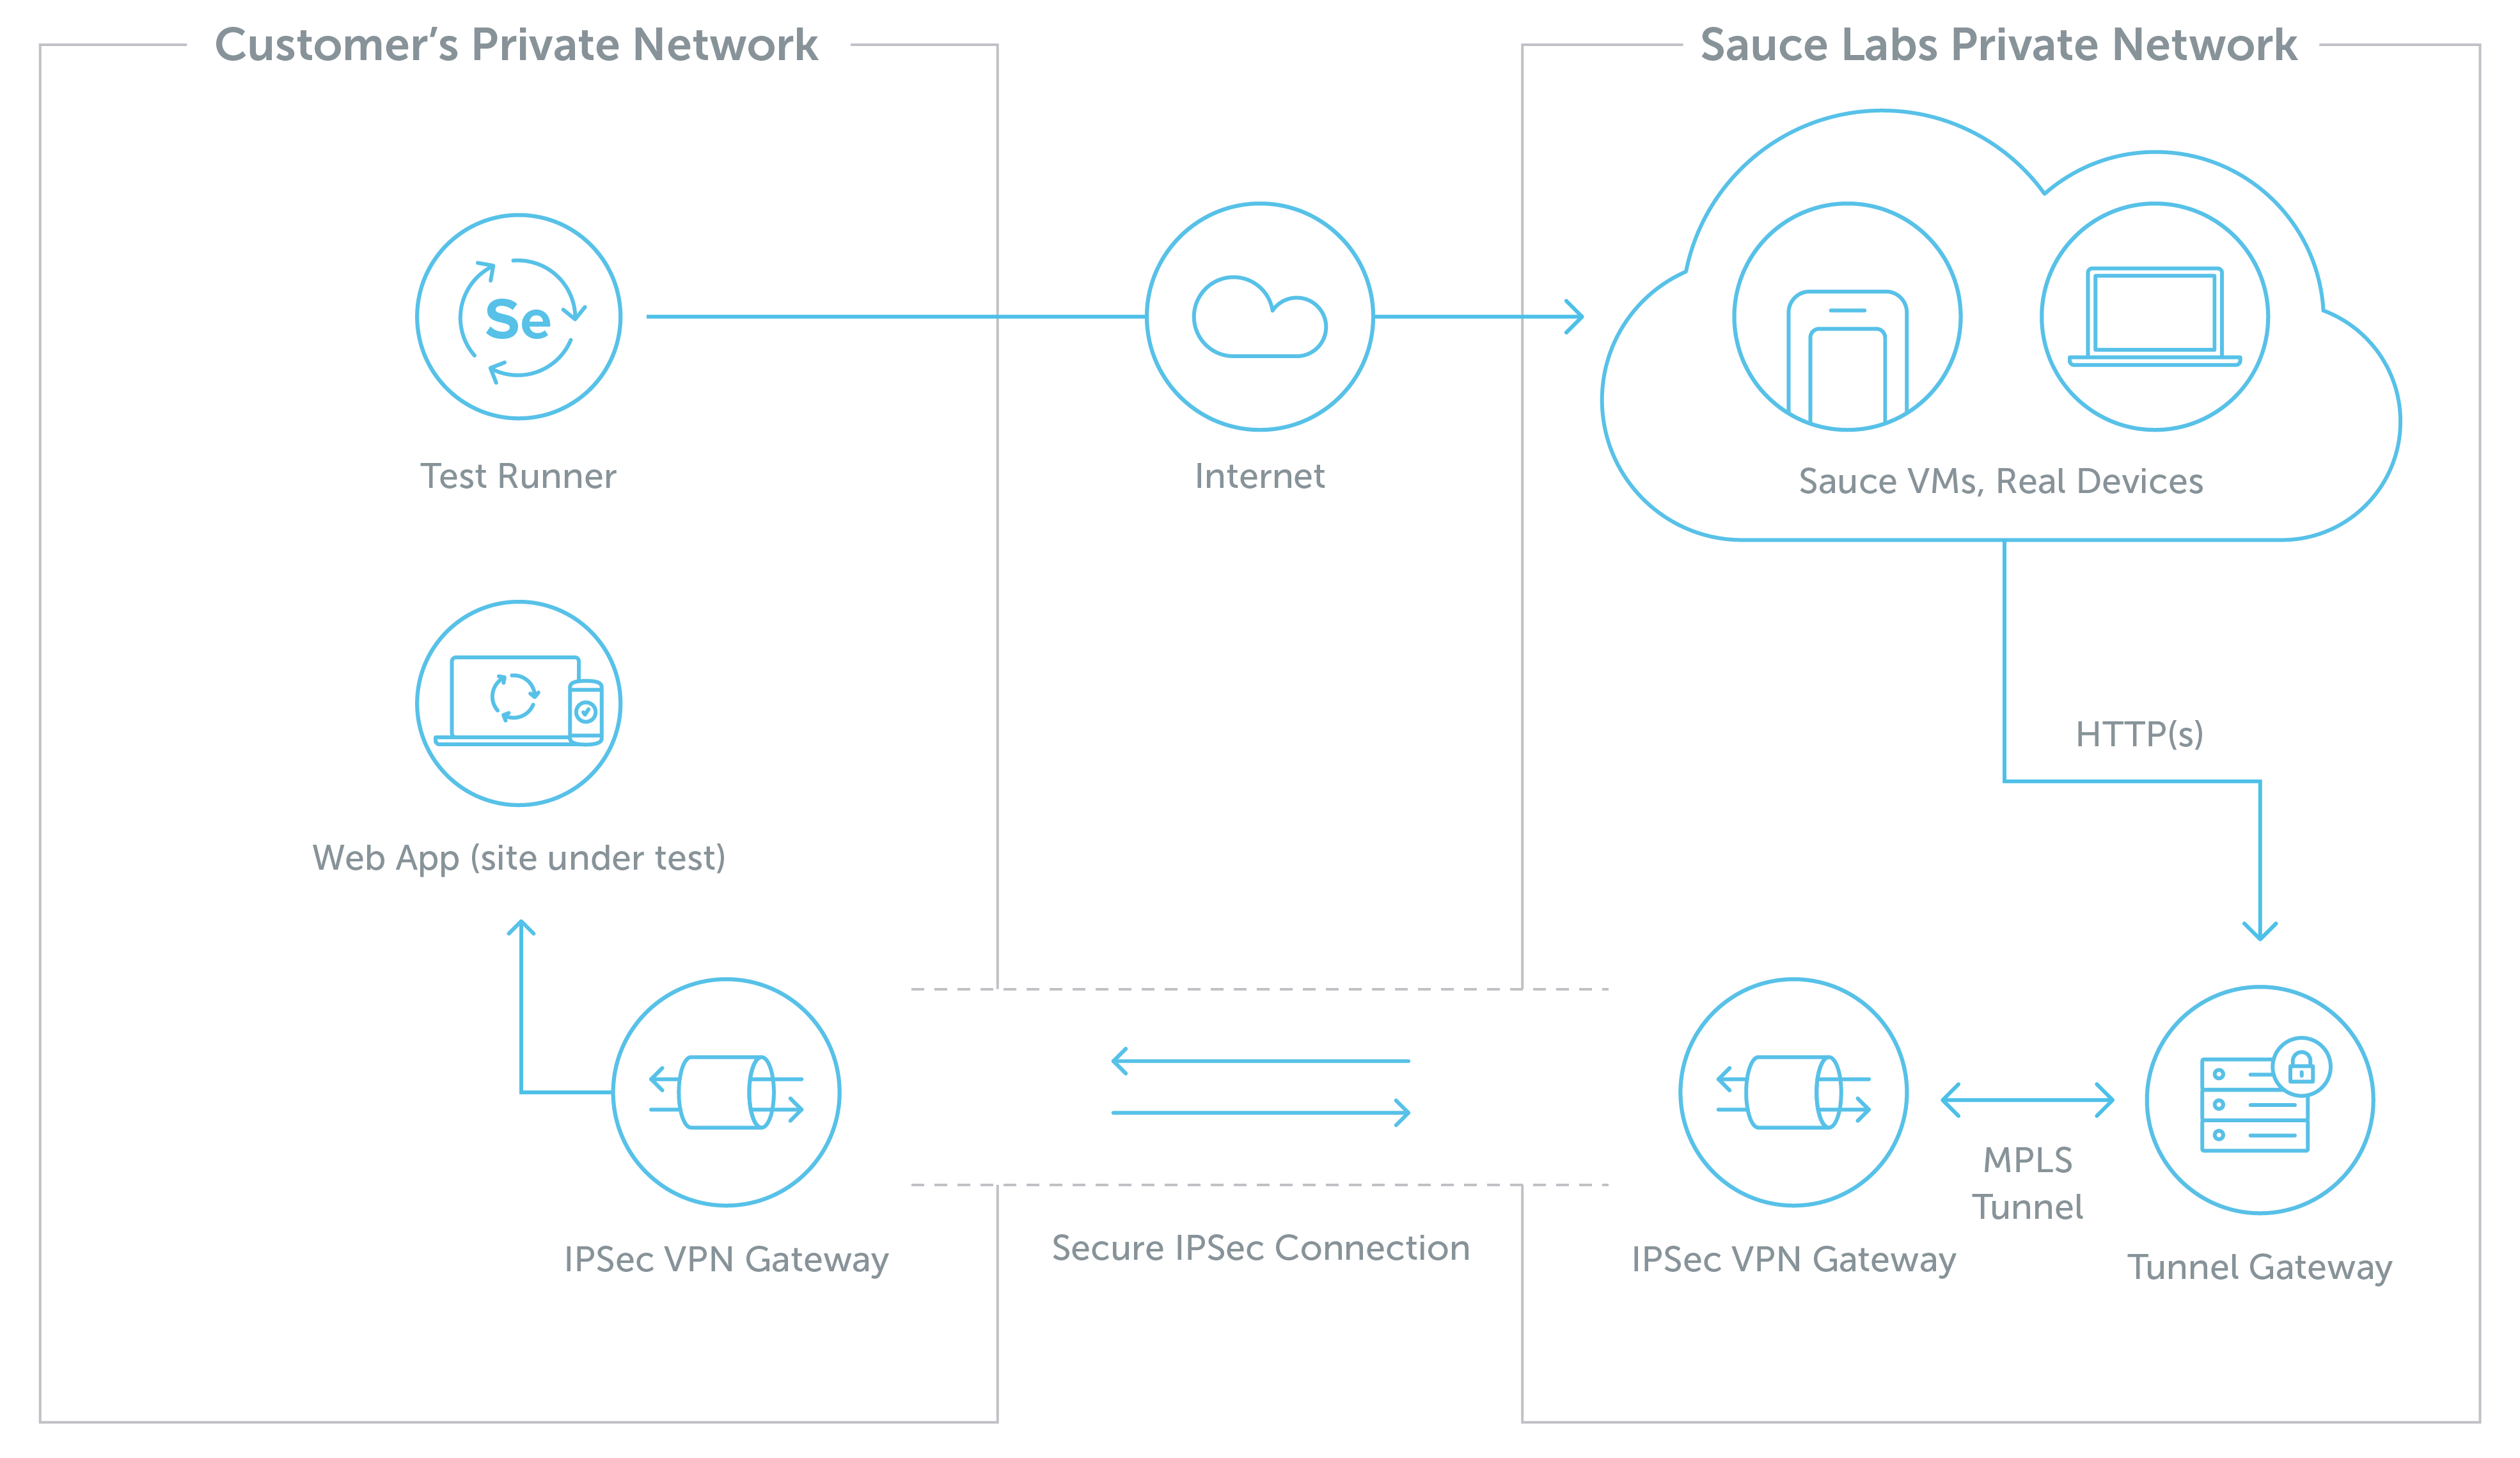 Customer’s Private Network
Sauce Labs Private Network
Se
Test Runner
Internet
Sauce VMs, Real Devices
HTTP(s)
Web App (site under test)
MPLS
Tunnel
IPSec VPN Gateway
Secure IPSec Connection
IPSec VPN Gateway
Tunnel Gateway